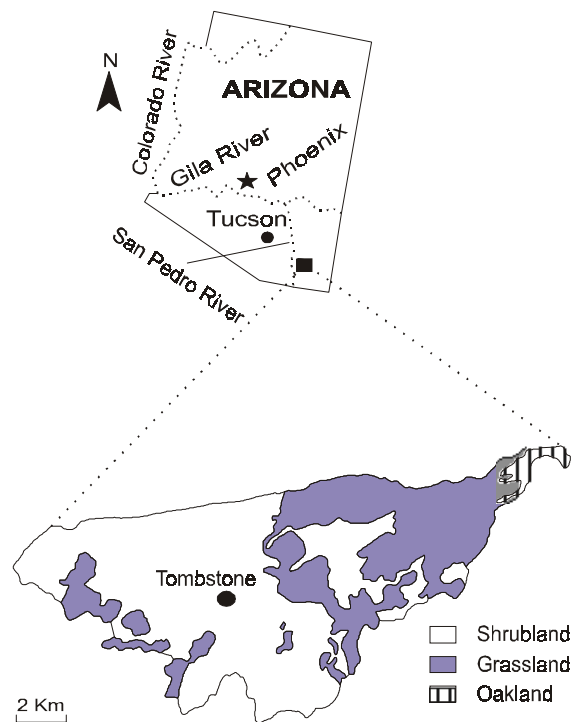 N
Colorado River
ARIZONA
Gila River
Phoenix
Tucson
San Pedro River
Tombstone
Shrubland
Grassland
Oakland
2 Km